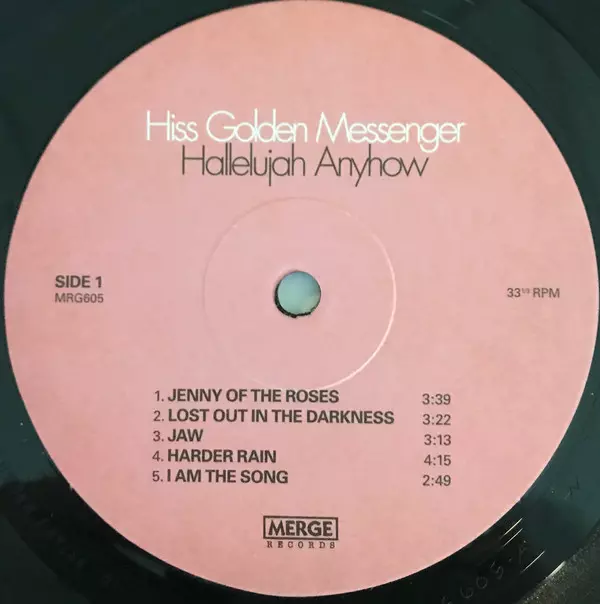 Hiss Golden Messenger
Hallelujah Anyhow
SIDE 1
MRG605
33 1/3 RPM
1. JENNY OF THE ROSES 3:39
2. LOST OUT IN THE DARKNESS 3:22
3. JAW 3:13
4. HARDER RAIN 4:15
5. I AM THE SONG 2:49
MERGE
RECORDS